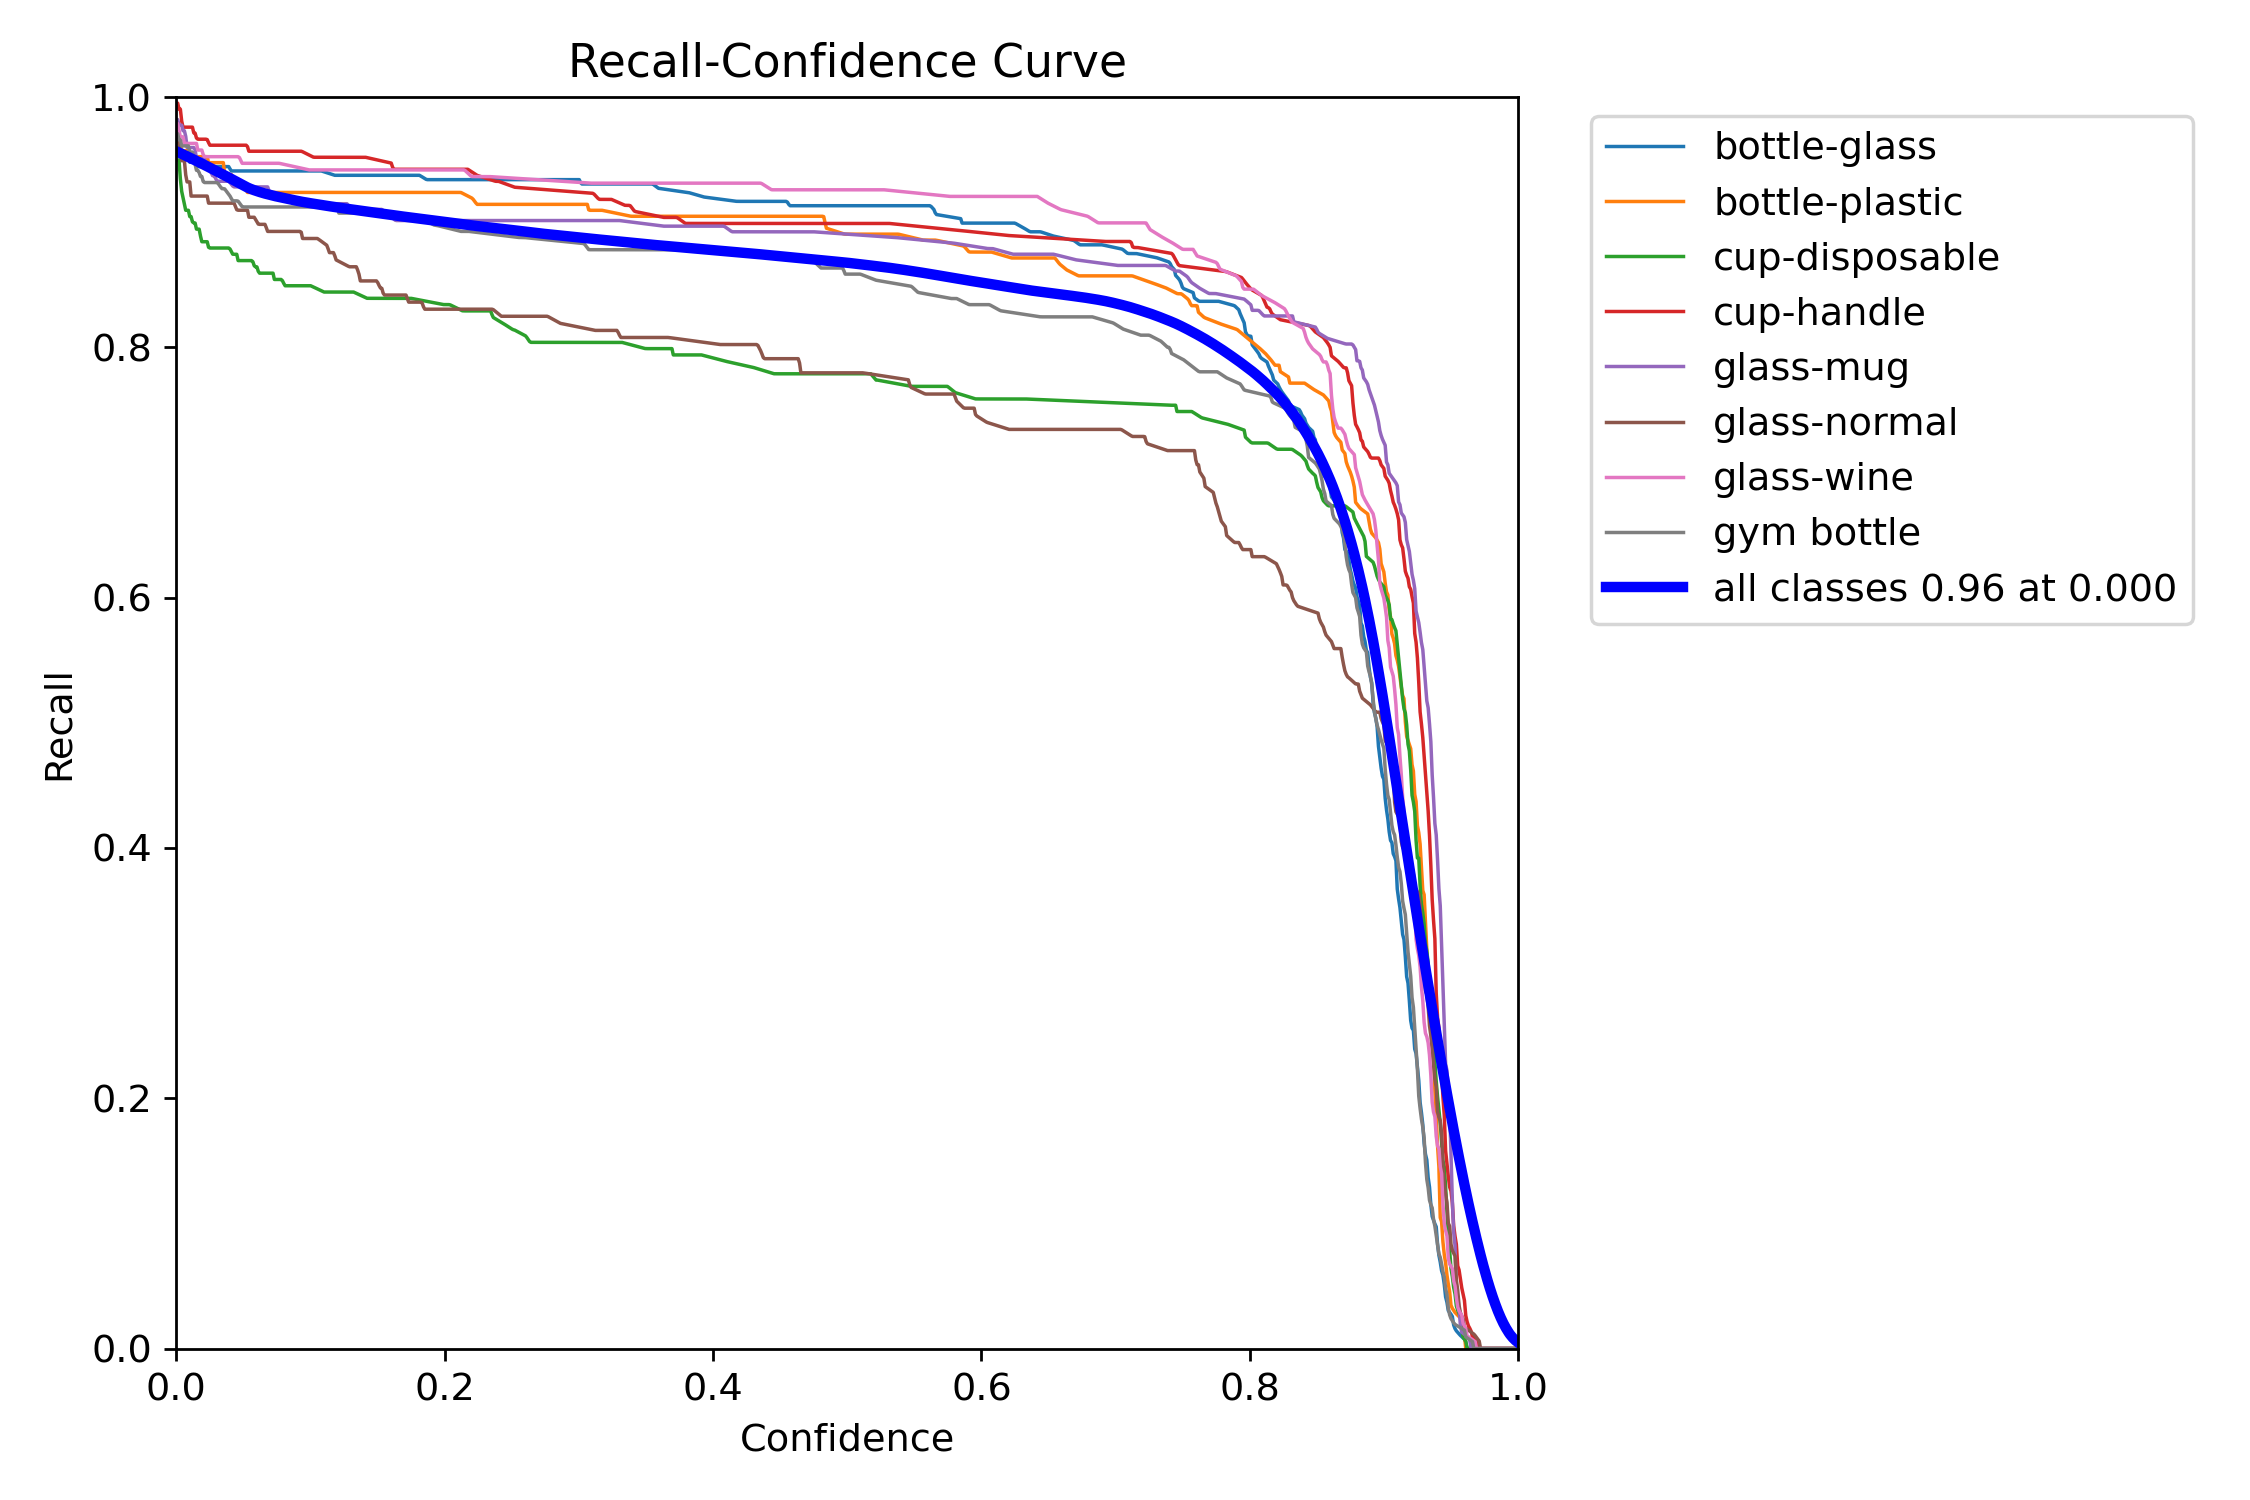 Recall-Confidence Curve
1.0
0.8
0.6
0.4
0.2
0.0
Recall
0.0 0.2 0.4 0.6 0.8 1.0
Confidence
bottle-glass
bottle-plastic
cup-disposable
cup-handle
glass-mug
glass-normal
glass-wine
gym bottle
all classes 0.96 at 0.000